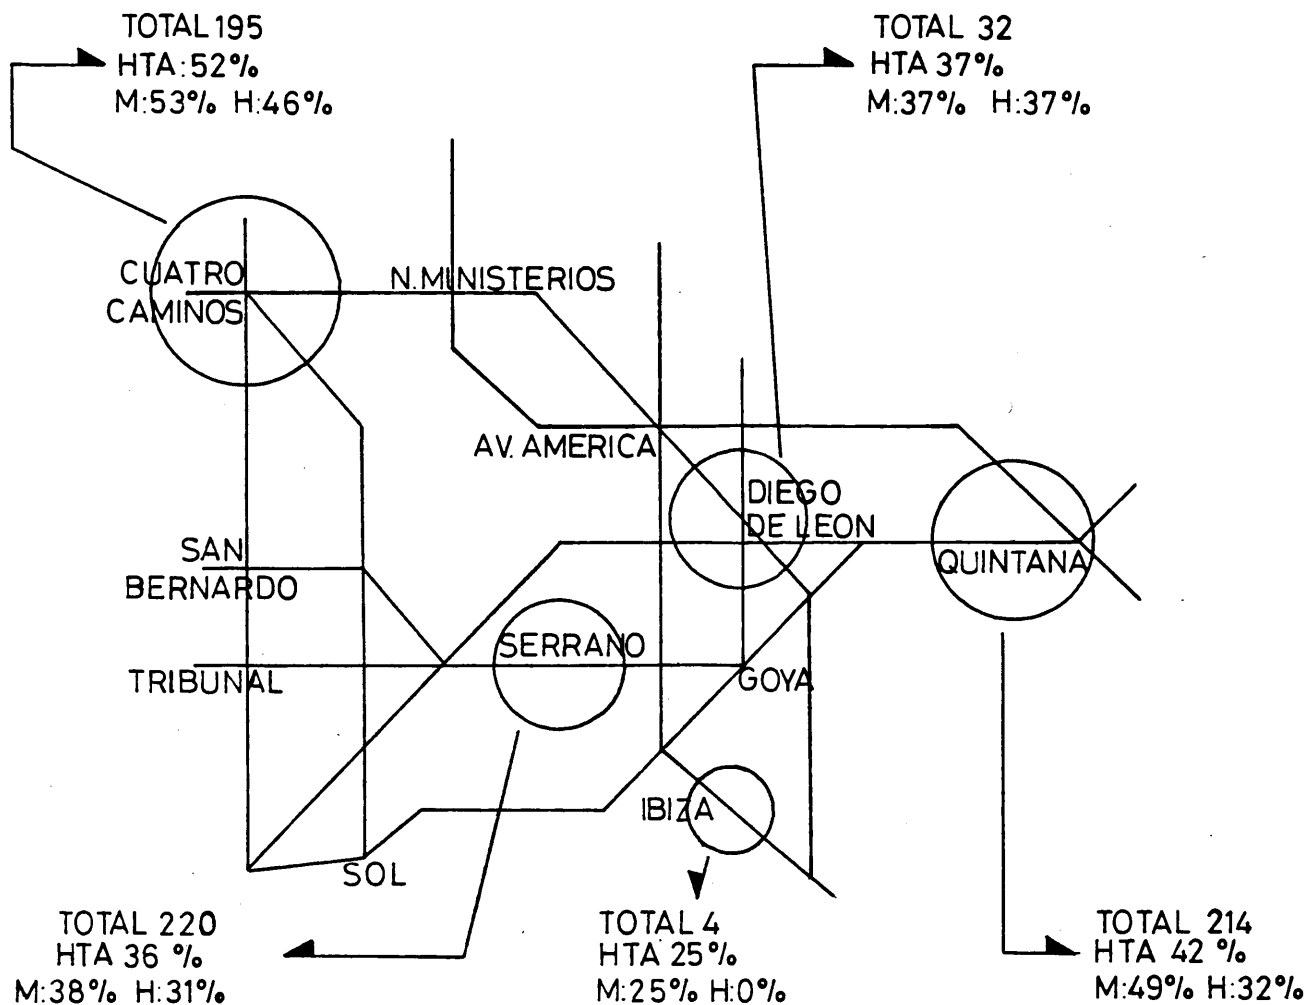 TOTAL 195
HTA: 52%
M:53% H:46%
TOTAL 32
HTA 37%
M:37% H:37%
CUATRO
CAMINOS
N.MINISTERIOS
AV. AMERICA
DIEGO
DE LEON
QUINTANA
SAN
BERNARDO
SERRANO
TRIBUNAL
GOYA
IBIZA
SOL
TOTAL 220
HTA 36 %
M:38% H:31%
TOTAL 4
HTA 25%
M:25% H:0%
TOTAL 214
HTA 42 %
M:49% H:32%